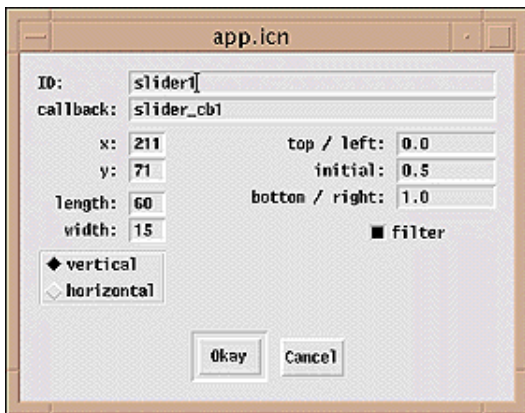 app.icn
ID: slider1
callback: slider_cb1
x: 211
y: 71
length: 60
width: 15
top / left: 0.0
initial: 0.5
bottom / right: 1.0
filter
vertical
horizontal
Okay Cancel